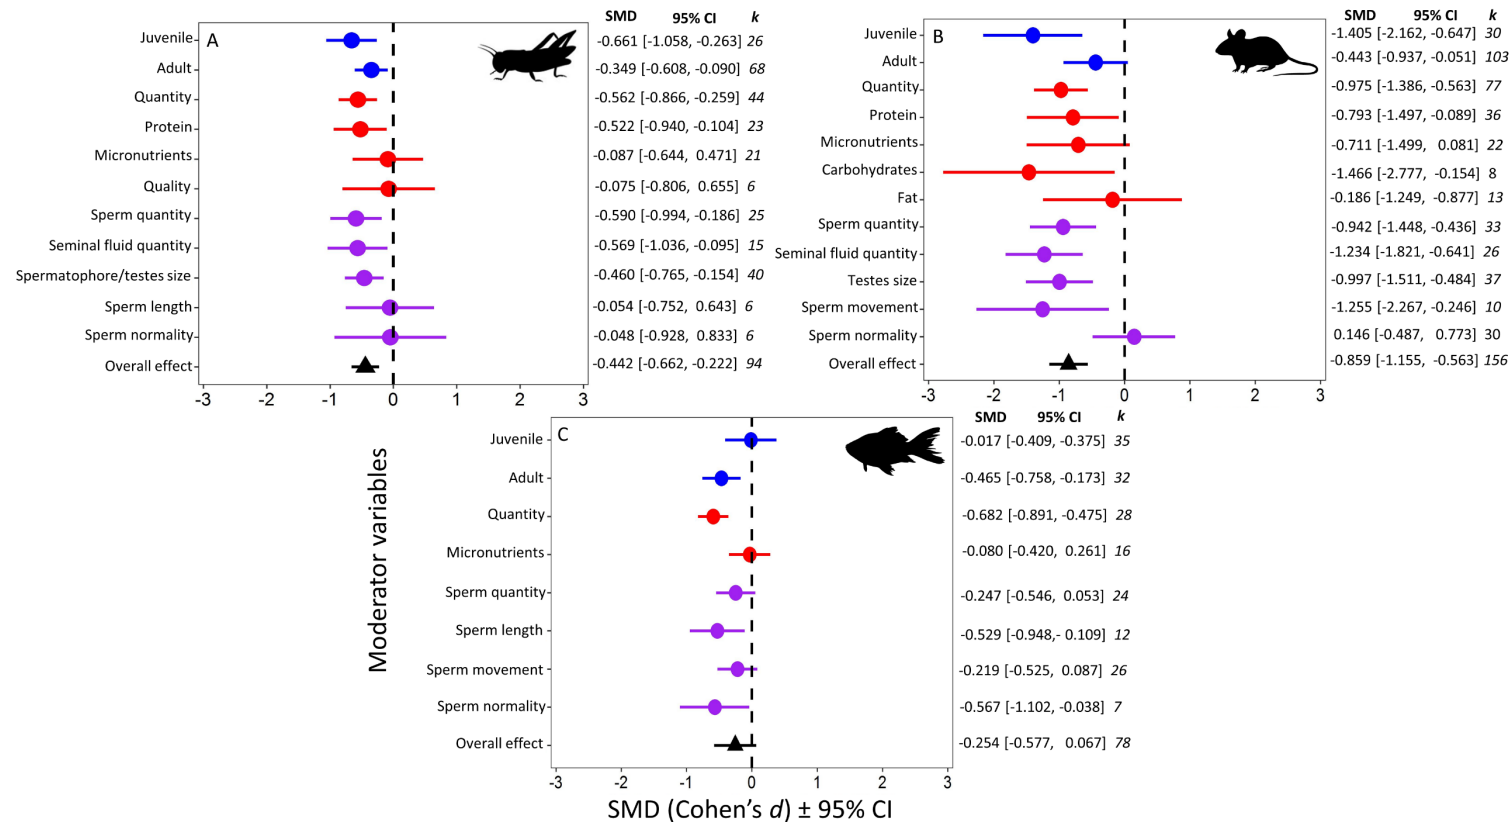 A
SMD 95% CI k
Juvenile -0.661 [-1.058, -0.263] 26
Adult -0.349 [-0.608, -0.090] 68
Quantity -0.562 [-0.866, -0.259] 44
Protein -0.522 [-0.940, -0.104] 23
Micronutrients -0.087 [-0.644, 0.471] 21
Quality -0.075 [-0.806, 0.655] 6
Sperm quantity -0.590 [-0.994, -0.186] 25
Seminal fluid quantity -0.569 [-1.036, -0.095] 15
Spermatophore/testes size -0.460 [-0.765, -0.154] 40
Sperm length -0.054 [-0.752, 0.643] 6
Sperm normality -0.048 [-0.928, 0.833] 6
Overall effect -0.442 [-0.662, -0.222] 94
-3 -2 -1 0 1 2 3
B
SMD 95% CI k
Juvenile -1.405 [-2.162, -0.647] 30
Adult -0.443 [-0.937, -0.051] 103
Quantity -0.975 [-1.386, -0.563] 77
Protein -0.793 [-1.497, -0.089] 36
Micronutrients -0.711 [-1.499, 0.081] 22
Carbohydrates -1.466 [-2.777, -0.154] 8
Fat -0.186 [-1.249, -0.877] 13
Sperm quantity -0.942 [-1.448, -0.436] 33
Seminal fluid quantity -1.234 [-1.821, -0.641] 26
Testes size -0.997 [-1.511, -0.484] 37
Sperm movement -1.255 [-2.267, -0.246] 10
Sperm normality 0.146 [-0.487, 0.773] 30
Overall effect -0.859 [-1.155, -0.563] 156
-3 -2 -1 0 1 2 3
Moderator variables
C
SMD 95% CI k
Juvenile -0.017 [-0.409, -0.375] 35
Adult -0.465 [-0.758, -0.173] 32
Quantity -0.682 [-0.891, -0.475] 28
Micronutrients -0.080 [-0.420, 0.261] 16
Sperm quantity -0.247 [-0.546, 0.053] 24
Sperm length -0.529 [-0.948,- 0.109] 12
Sperm movement -0.219 [-0.525, 0.087] 26
Sperm normality -0.567 [-1.102, -0.038] 7
Overall effect -0.254 [-0.577, 0.067] 78
-3 -2 -1 0 1 2 3
SMD (Cohen's d) ± 95% CI